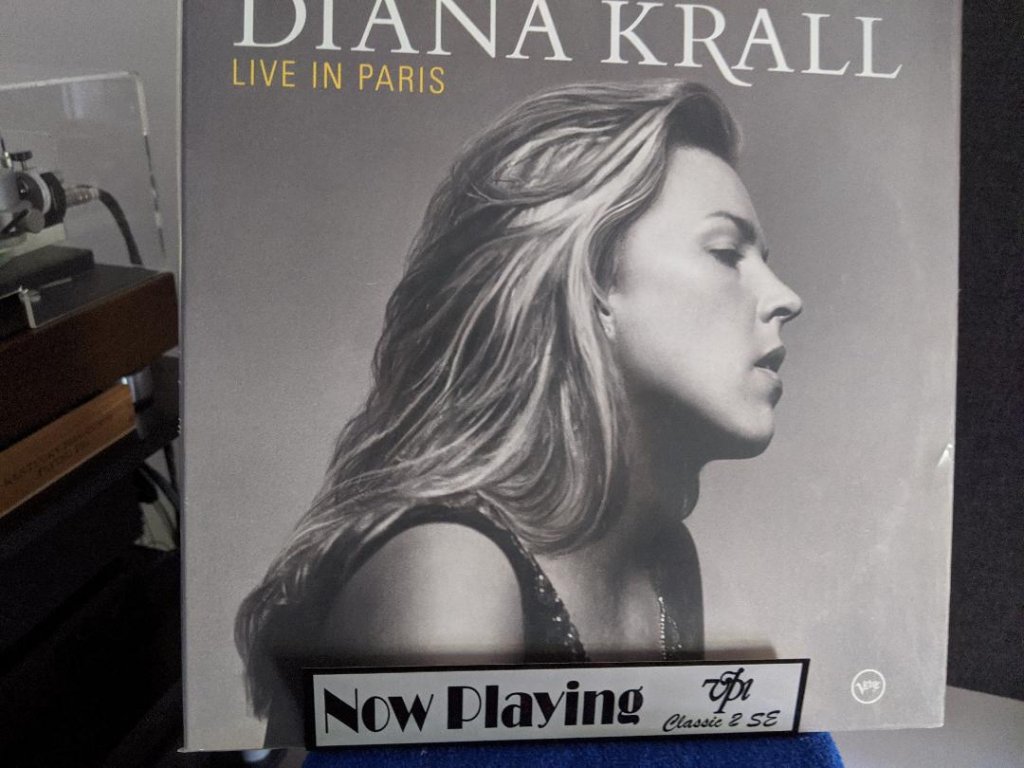 DIANA KRALL
LIVE IN PARIS
Now Playing
vpi
Classic 2 SE
Verve